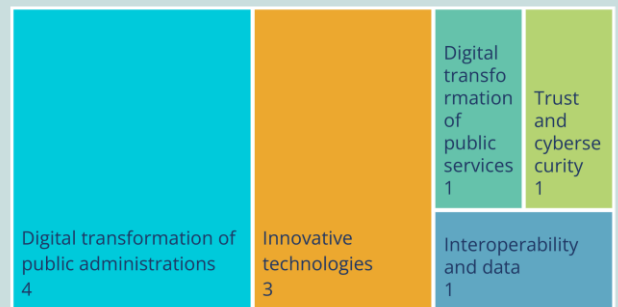 Digital transformation of
public administrations
4
Innovative
technologies
3
Digital
transfo
rmation
of
public
services
1
Trust
and
cyberse
curity
1
Interoperability
and data
1